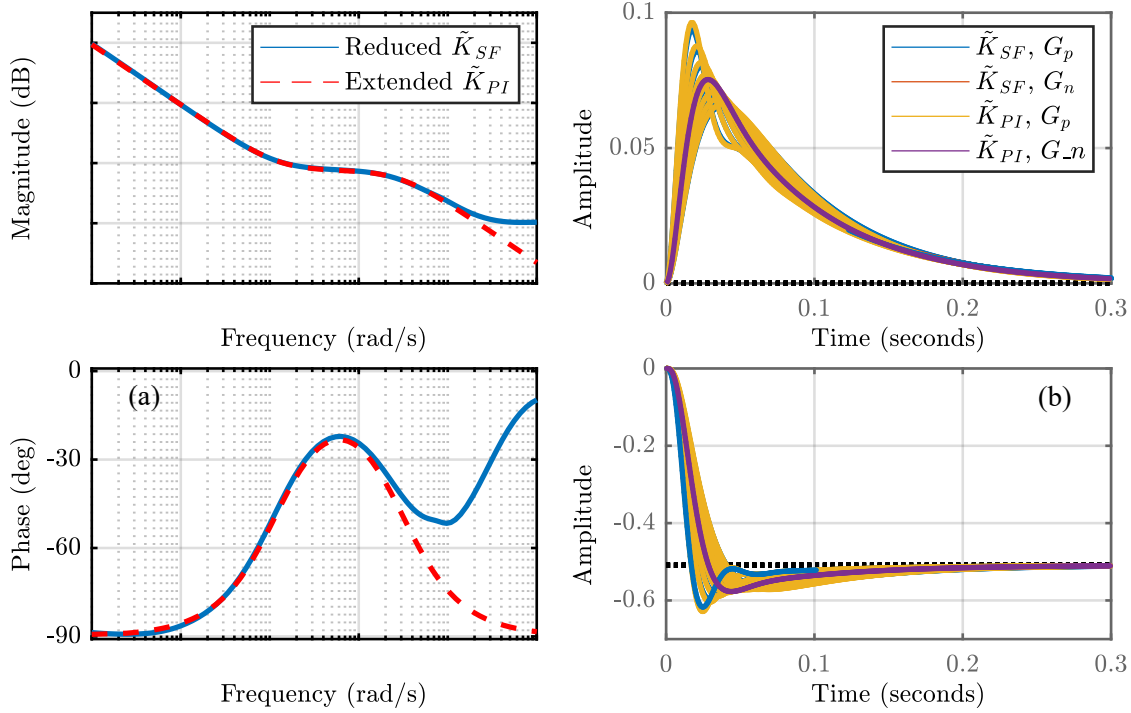 Magnitude (dB)
Reduced K̃_SF
Extended K̃_PI
Frequency (rad/s)
0.1
0.05
0
Amplitude
K̃_SF, G_p
K̃_SF, G_n
K̃_PI, G_p
K̃_PI, G_n
0 0.1 0.2 0.3
Time (seconds)
0
-30
-60
-90
Phase (deg)
(a)
Frequency (rad/s)
0
-0.2
-0.4
-0.6
Amplitude
(b)
0 0.1 0.2 0.3
Time (seconds)